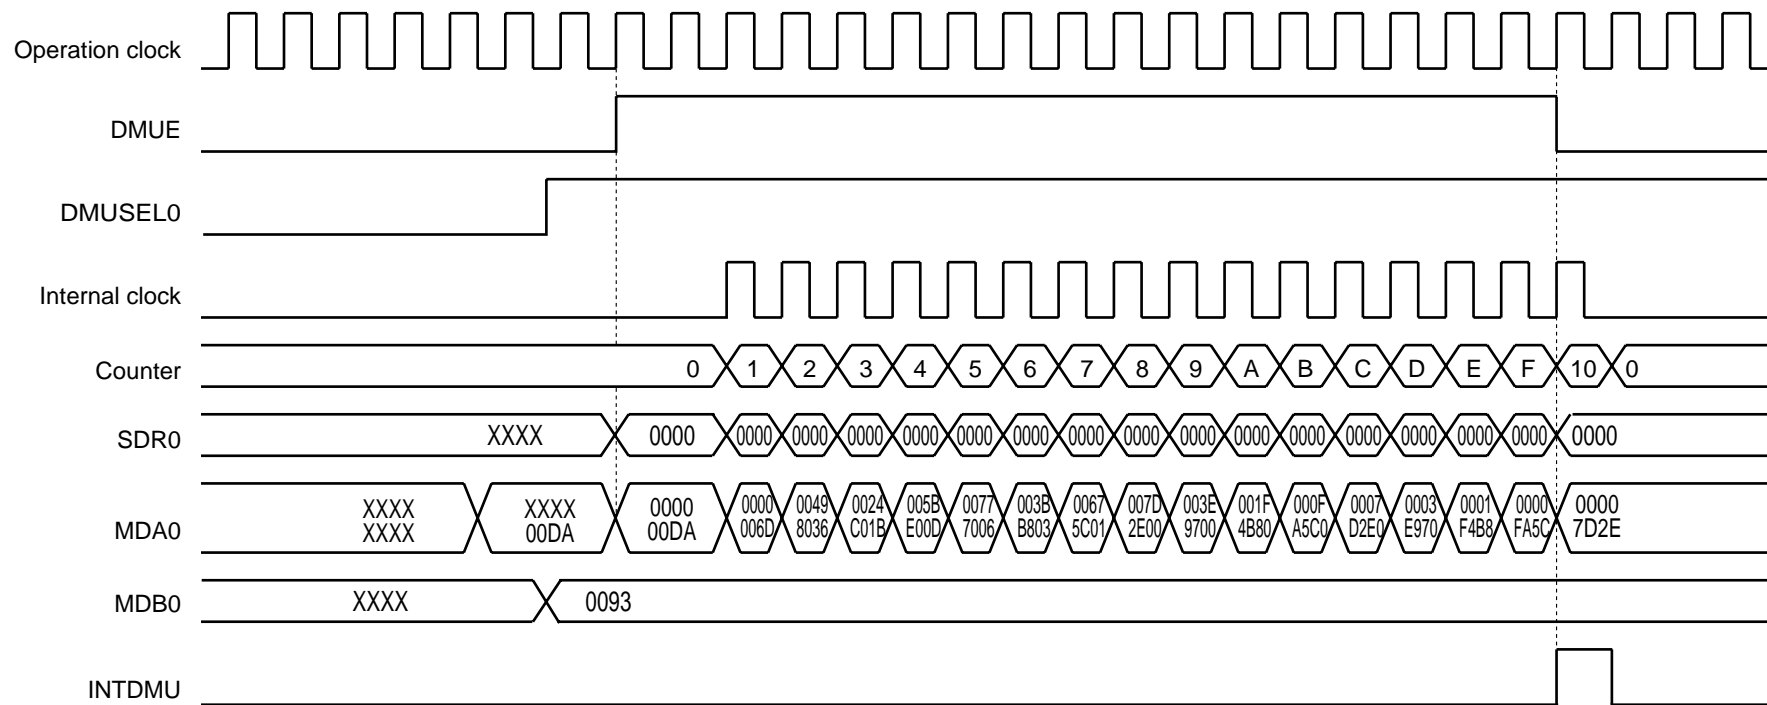 Operation clock
DMUE
DMUSEL0
Internal clock
Counter 0 1 2 3 4 5 6 7 8 9 A B C D E F 10 0
SDR0 XXXX 0000 0000 0000 0000 0000 0000 0000 0000 0000 0000 0000 0000 0000 0000 0000 0000 0000
XXXX XXXX 0000 0000 0049 0024 005B 0077 003B 0067 007D 003E 001F 000F 0007 0003 0001 0000 0000
XXXX 00DA 00DA 006D 8036 C01B E00D 7006 B803 5C01 2E00 9700 4B80 A5C0 D2E0 E970 F4B8 FA5C 7D2E
MDA0
MDB0 XXXX 0093
INTDMU